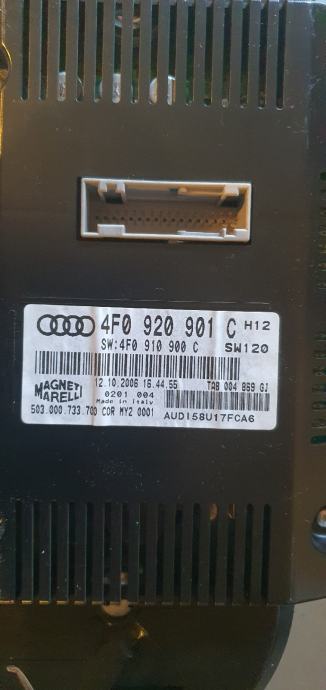 4F0 920 901 C H12
SW:4F0 910 900 C SW120
12.10.2006 16.44.55 TAB 004 869 GJ
MAGNETI MARELLI
0201 004
Made in Italy
503.000.733.700 COR MY2 0001 AUDI58U17FCA6